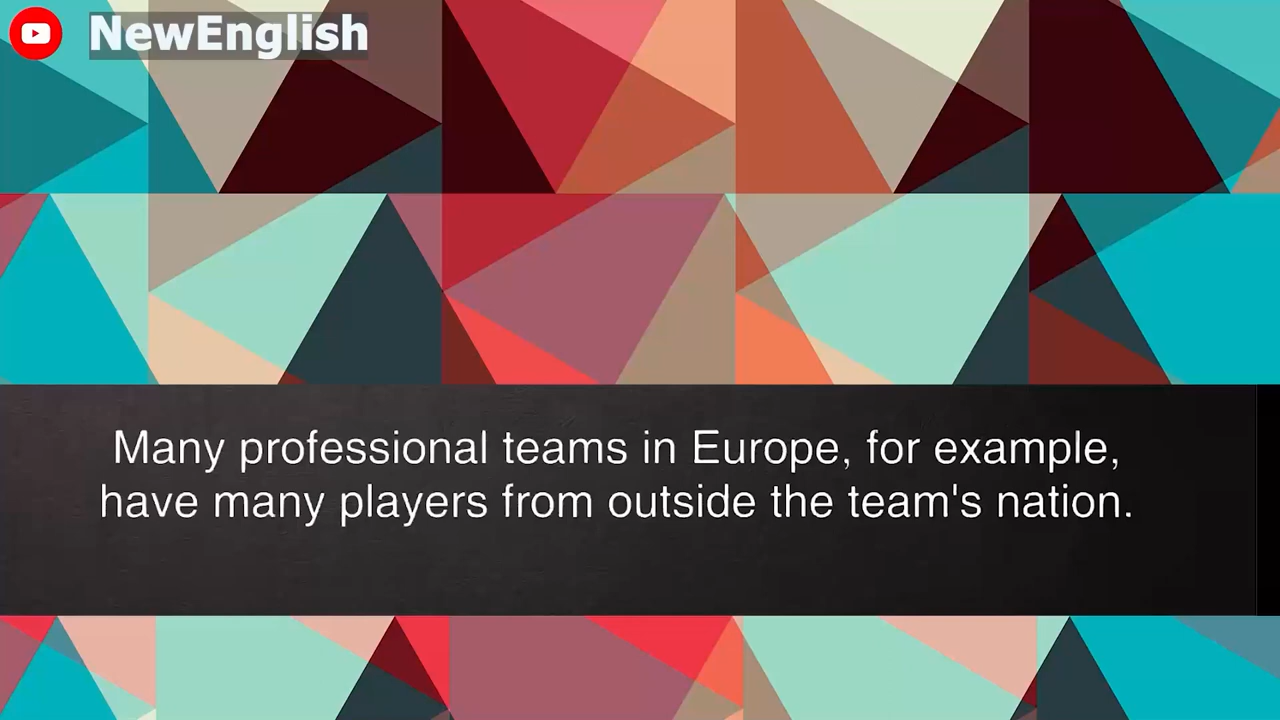 NewEnglish
Many professional teams in Europe, for example,
have many players from outside the team's nation.